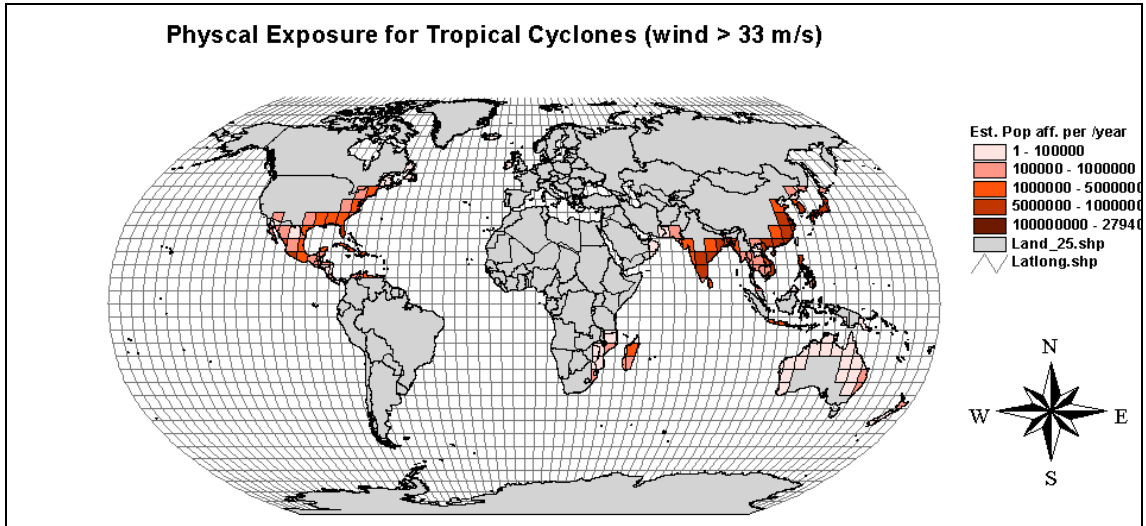 Physcal Exposure for Tropical Cyclones (wind > 33 m/s)
Est. Pop aff. per /year
1 - 100000
100000 - 1000000
1000000 - 5000000
5000000 - 1000000
100000000 - 27940
Land_25.shp
Latlong.shp
N
W E
S